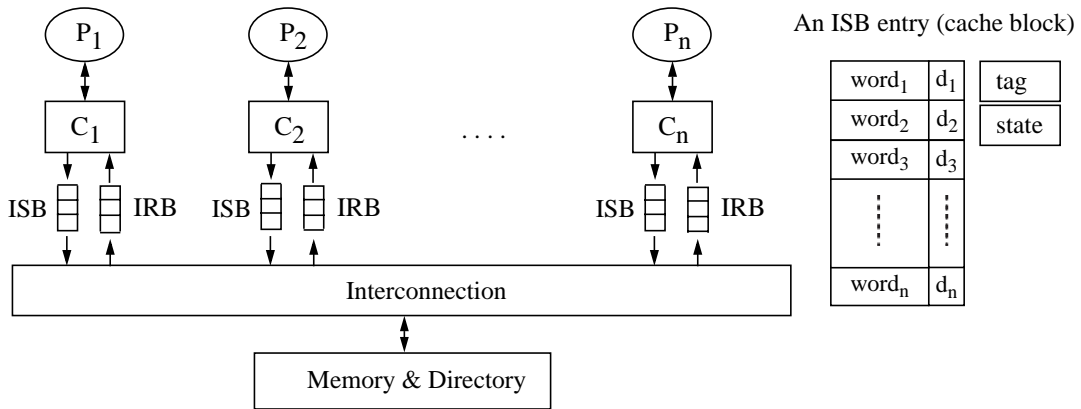 P1 P2 Pn An ISB entry (cache block)
word1 d1 tag
C1 C2 . . . . Cn word2 d2 state
word3 d3
ISB IRB ISB IRB ISB IRB
Interconnection wordn dn
Memory & Directory